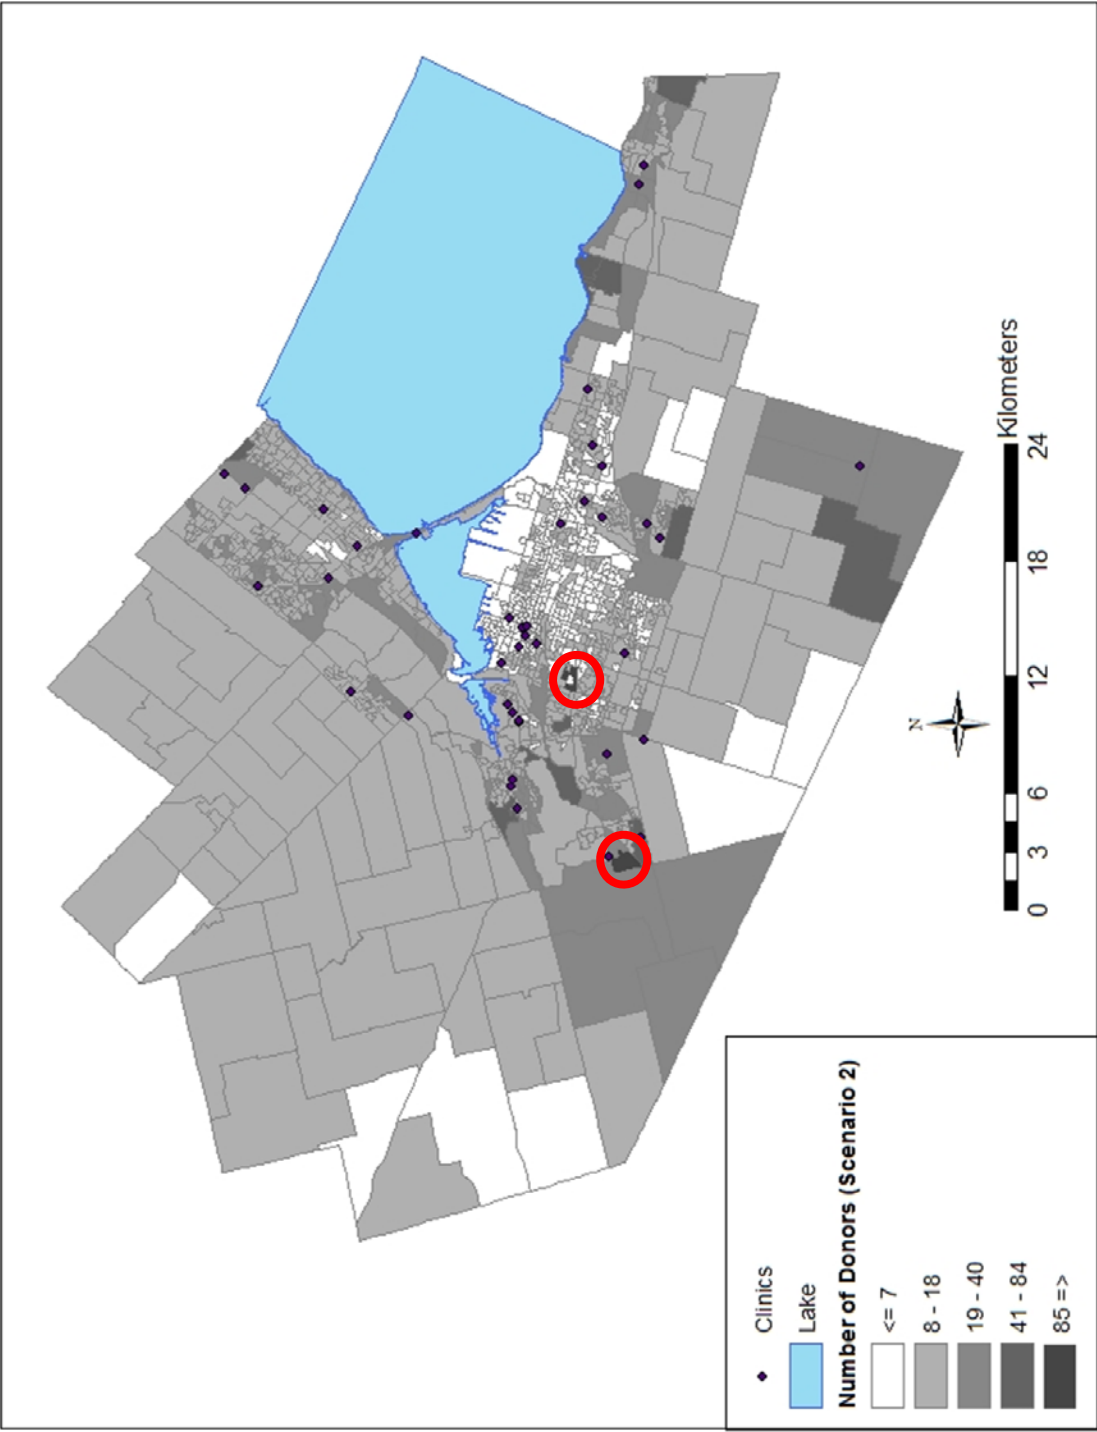 N
0 3 6 12 18 24
Kilometers
Clinics
Lake
Number of Donors (Scenario 2)
<= 7
8 - 18
19 - 40
41 - 84
85 =>